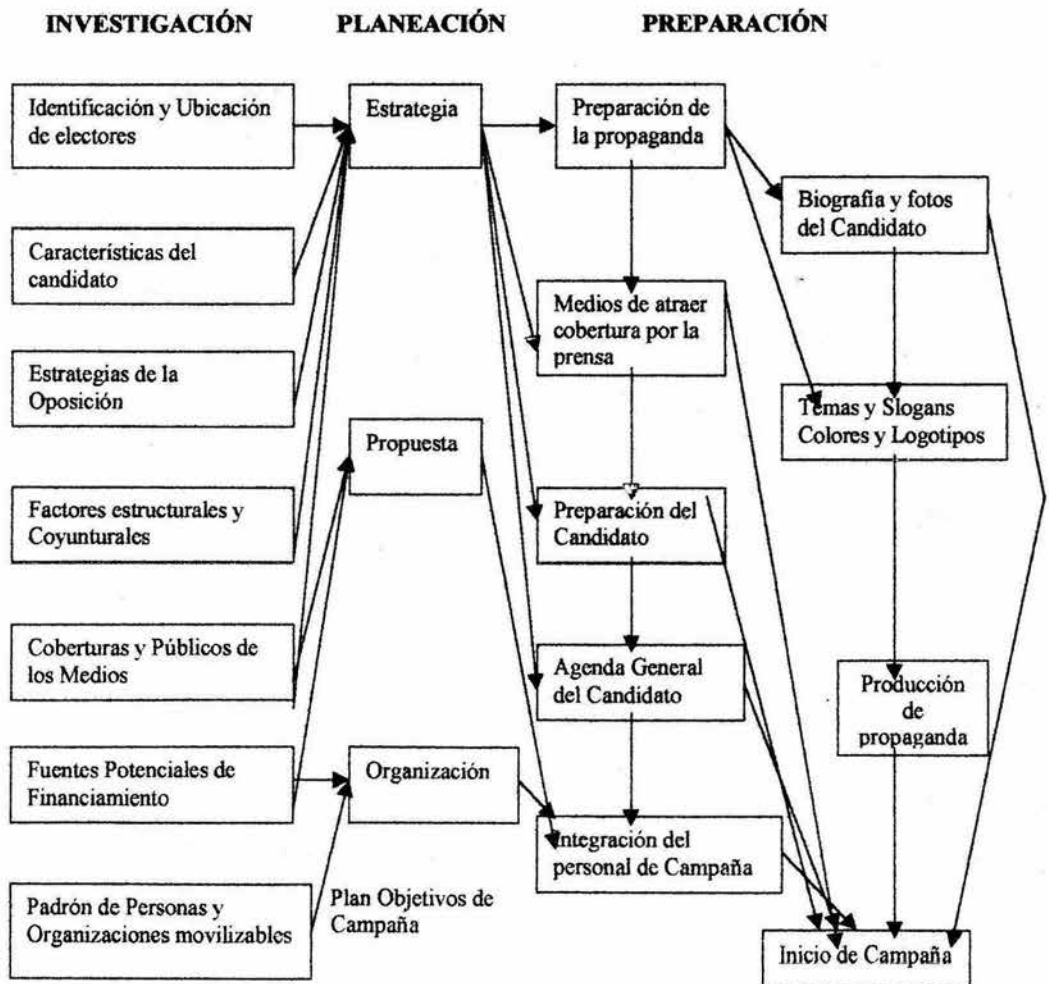 INVESTIGACIÓN PLANEACIÓN PREPARACIÓN
Identificación y Ubicación
de electores
Características del
candidato
Estrategias de la
Oposición
Factores estructurales y
Coyunturales
Coberturas y Públicos de
los Medios
Fuentes Potenciales de
Financiamiento
Padrón de Personas y
Organizaciones movilizables
Estrategia
Propuesta
Organización
Plan Objetivos de
Campaña
Preparación de
la propaganda
Medios de atraer
cobertura por la
prensa
Preparación del
Candidato
Agenda General
del Candidato
Integración del
personal de Campaña
Biografía y fotos
del Candidato
Temas y Slogans
Colores y Logotipos
Producción
de
propaganda
Inicio de Campaña